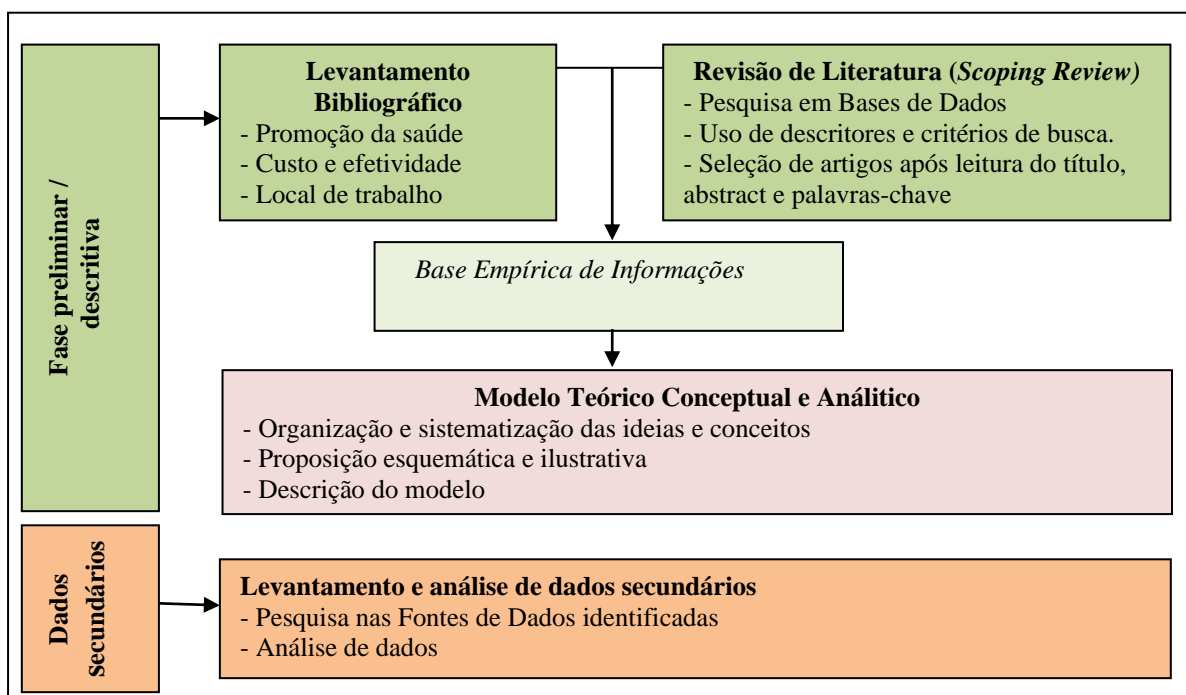 Fase preliminar /
descritiva
Levantamento
Bibliográfico
- Promoção da saúde
- Custo e efetividade
- Local de trabalho
Revisão de Literatura (Scoping Review)
- Pesquisa em Bases de Dados
- Uso de descritores e critérios de busca.
- Seleção de artigos após leitura do título,
abstract e palavras-chave
Base Empírica de Informações
Modelo Teórico Conceptual e Análitico
- Organização e sistematização das ideias e conceitos
- Proposição esquemática e ilustrativa
- Descrição do modelo
Dados
secundários
Levantamento e análise de dados secundários
- Pesquisa nas Fontes de Dados identificadas
- Análise de dados